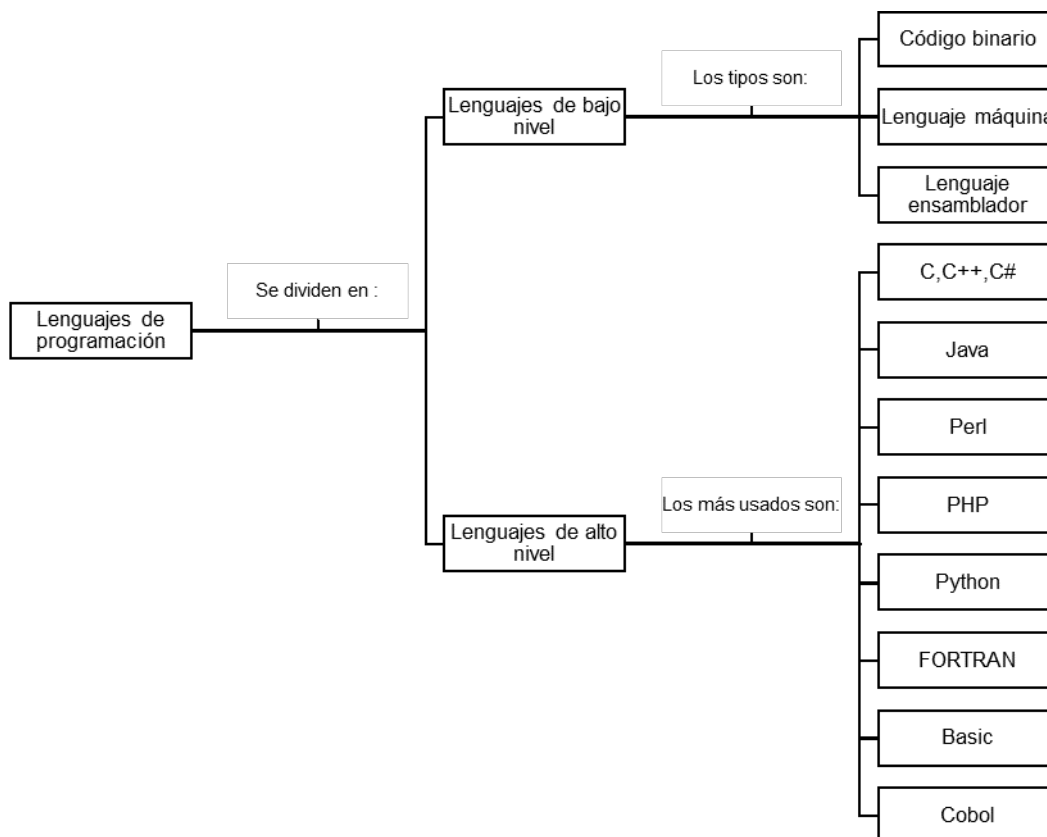 Código binario
Los tipos son:
Lenguajes de bajo
nivel
Lenguaje máquina
Lenguaje
ensamblador
C,C++,C#
Se dividen en :
Lenguajes de
programación
Java
Perl
PHP
Los más usados son:
Lenguajes de alto
nivel
Python
FORTRAN
Basic
Cobol